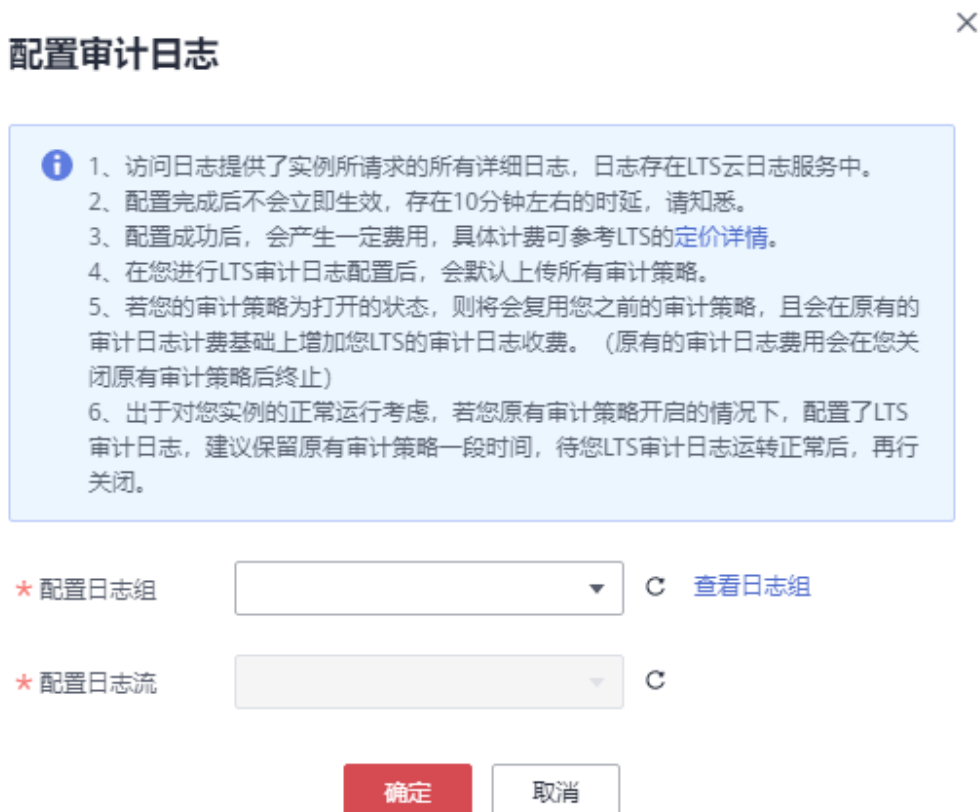 配置审计日志
1、访问日志提供了实例所请求的所有详细日志，日志存在LTS云日志服务中。
2、配置完成后不会立即生效，存在10分钟左右的时延，请知悉。
3、配置成功后，会产生一定费用，具体计费可参考LTS的定价详情。
4、在您进行LTS审计日志配置后，会默认上传所有审计策略。
5、若您的审计策略为打开的状态，则将会复用您之前的审计策略，且会在原有的
审计日志计费基础上增加您LTS的审计日志收费。（原有的审计日志费用会在您关
闭原有审计策略后终止）
6、出于对您实例的正常运行考虑，若您原有审计策略开启的情况下，配置了LTS
审计日志，建议保留原有审计策略一段时间，待您LTS审计日志运转正常后，再行
关闭。
* 配置日志组 查看日志组
* 配置日志流
确定 取消